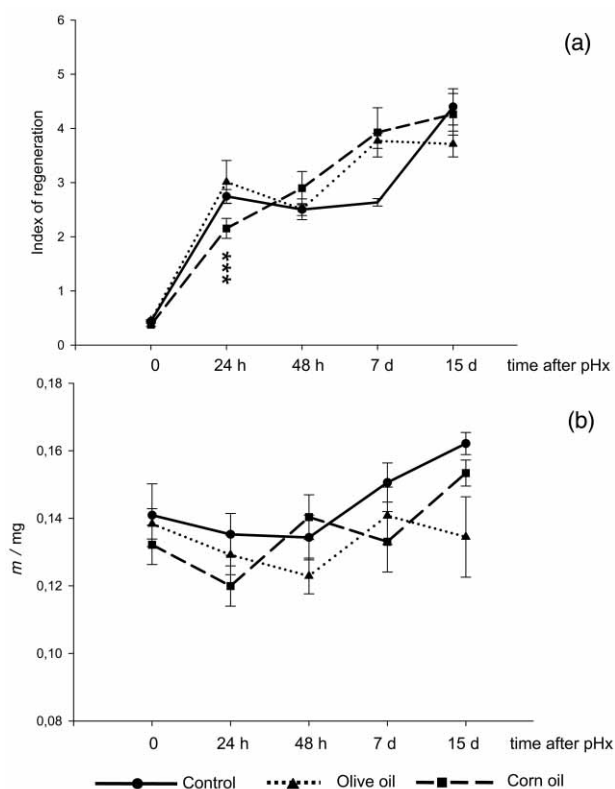 (a)
Index of regeneration
6
5
4
3
2
1
0
***
0 24 h 48 h 7 d 15 d time after pHx
(b)
m / mg
0,18
0,16
0,14
0,12
0,10
0,08
0 24 h 48 h 7 d 15 d time after pHx
Control Olive oil Corn oil